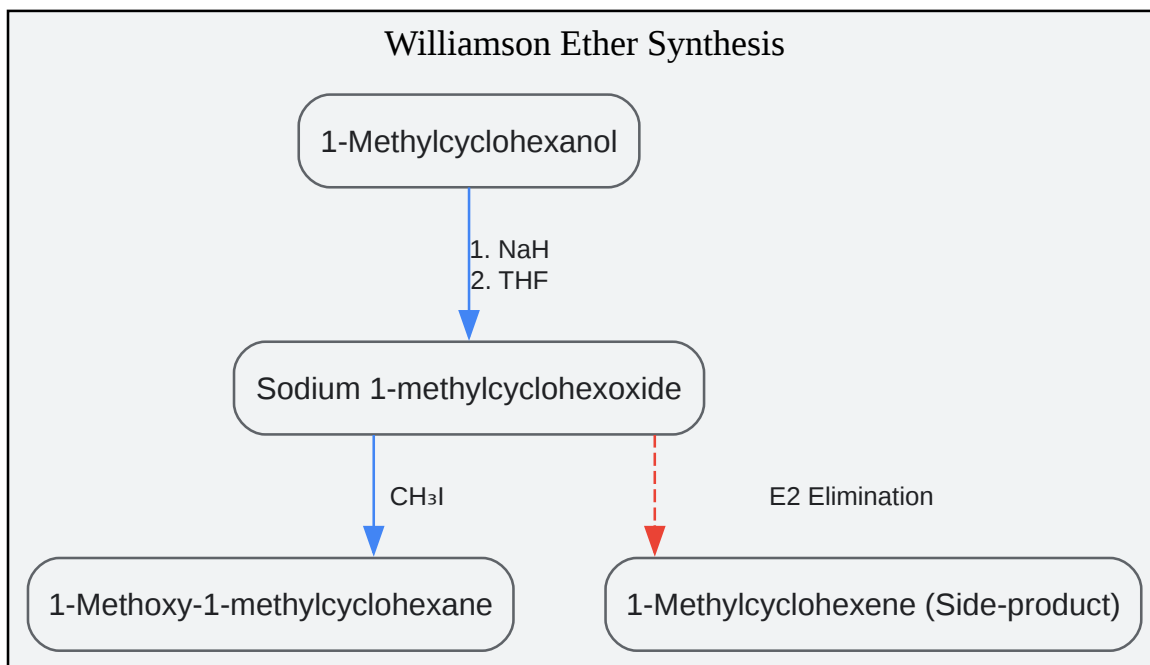 Williamson Ether Synthesis
1-Methylcyclohexanol
1. NaH
2. THF
Sodium 1-methylcyclohexoxide
CH₃I
E2 Elimination
1-Methoxy-1-methylcyclohexane
1-Methylcyclohexene (Side-product)